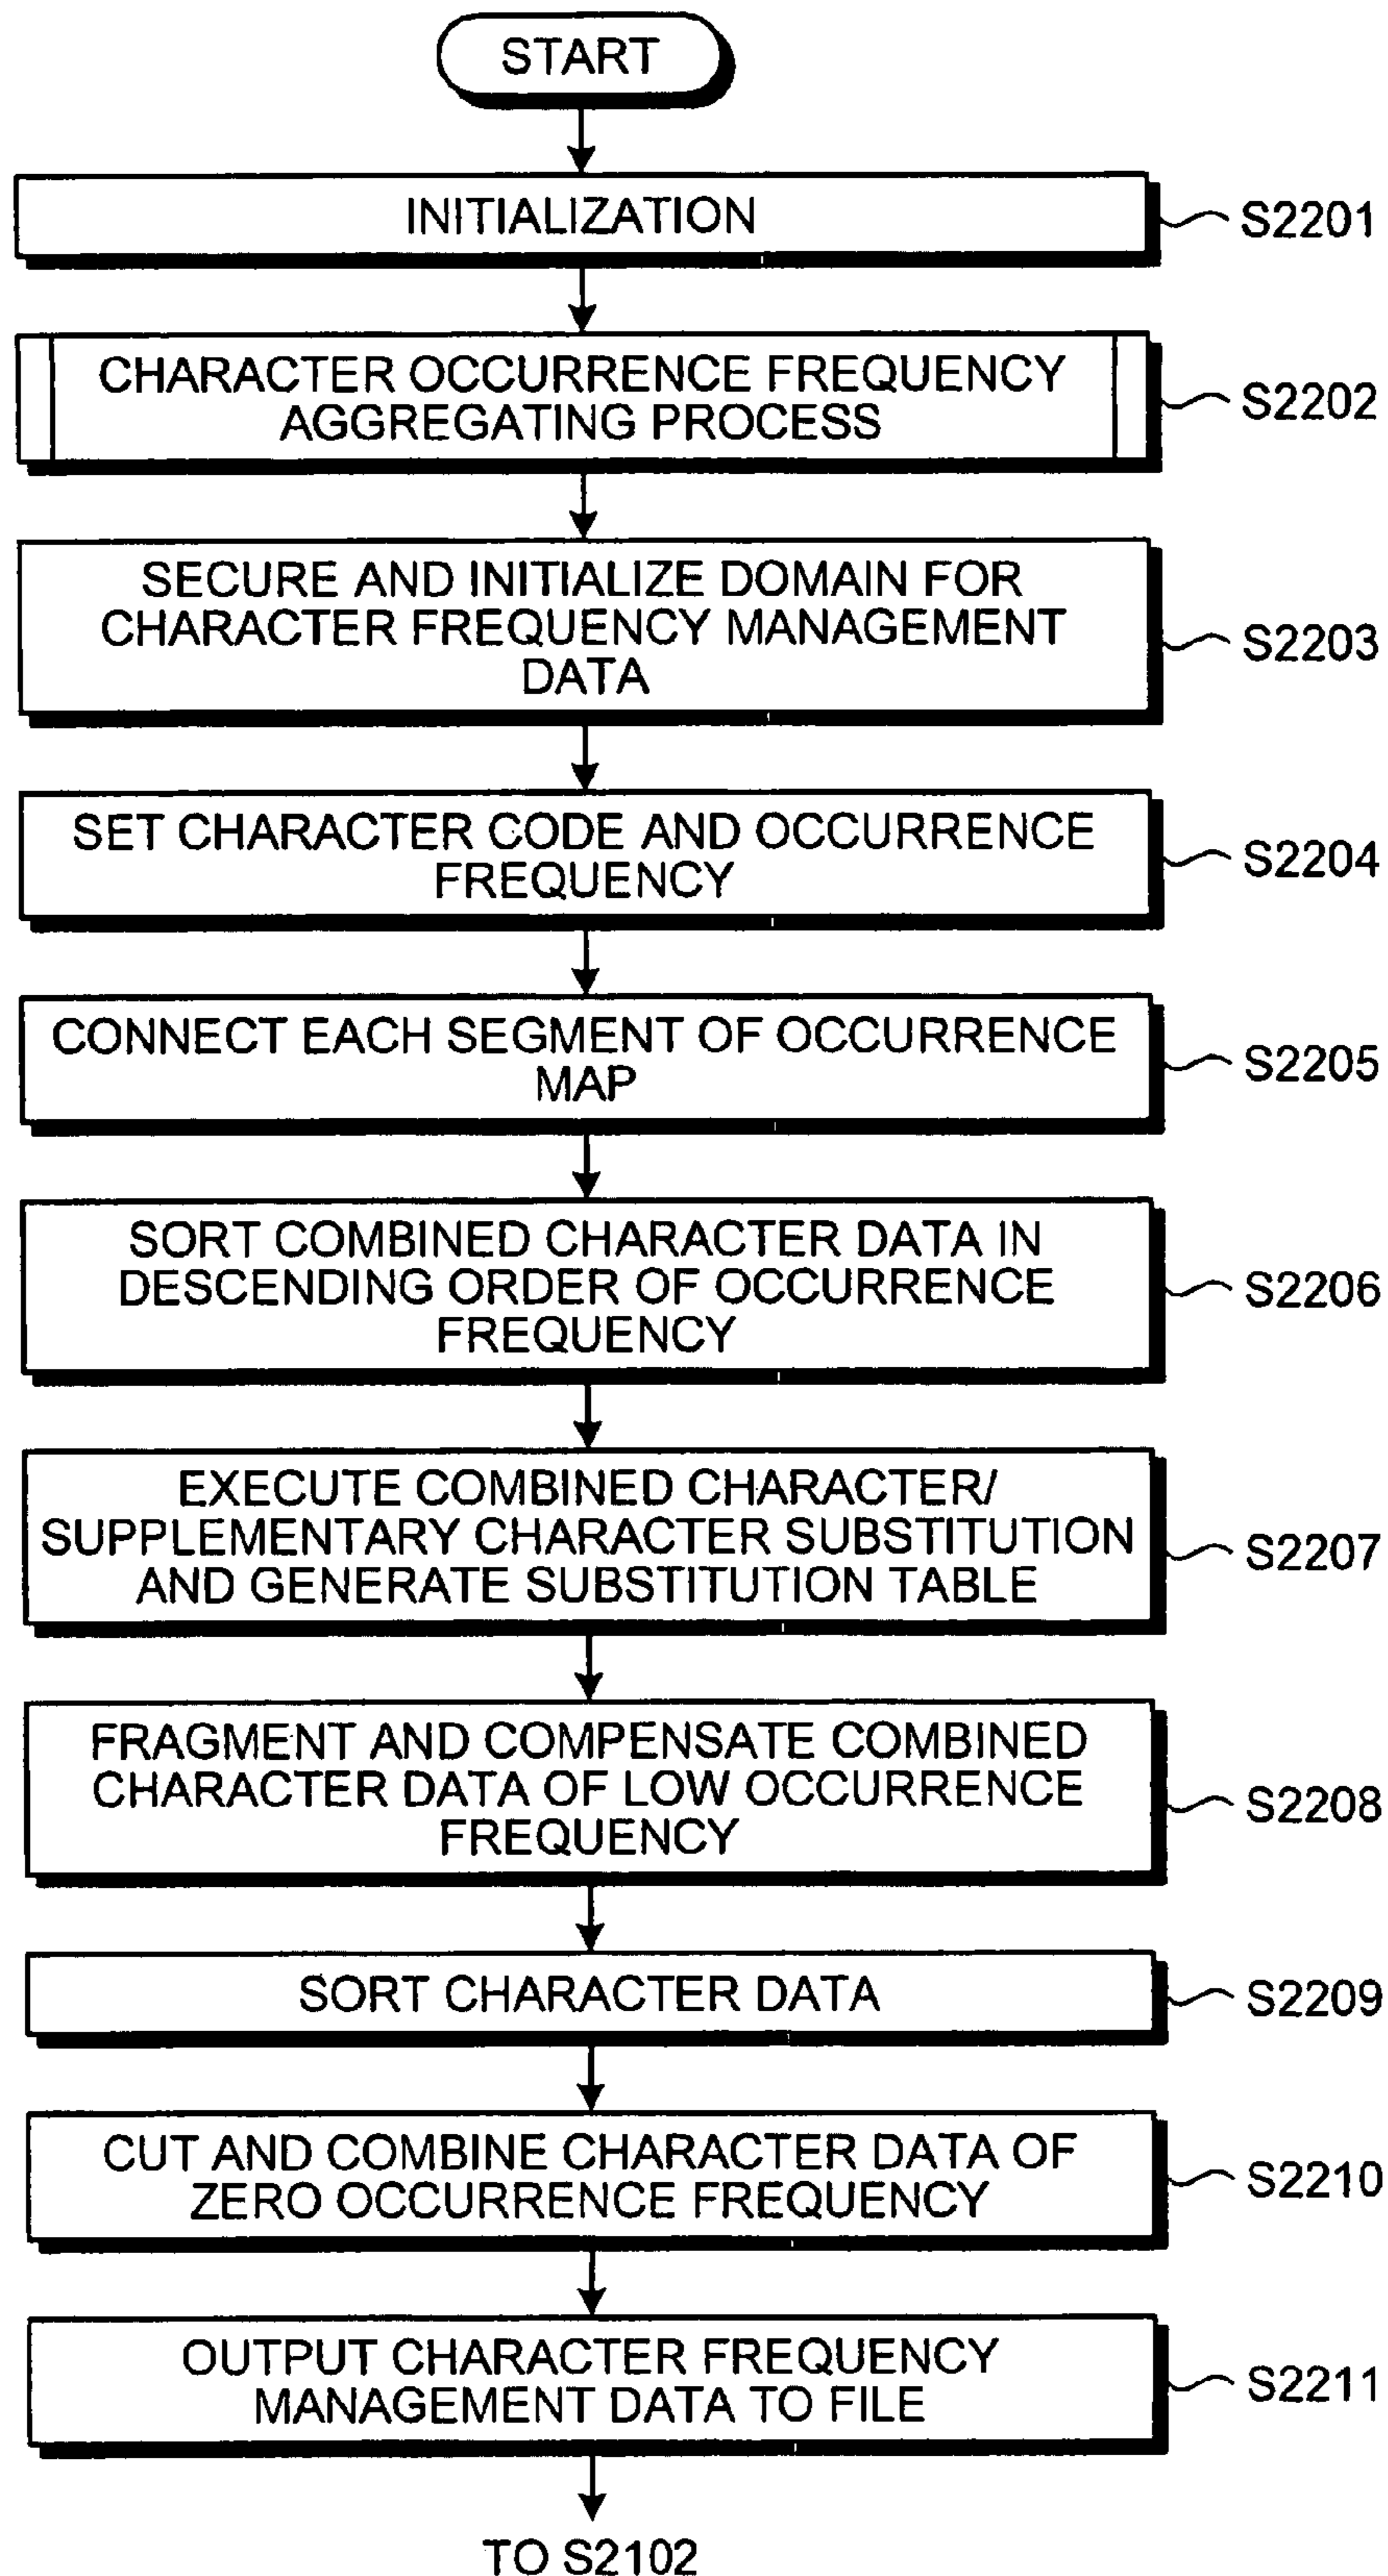 START
INITIALIZATION
S2201
CHARACTER OCCURRENCE FREQUENCY
AGGREGATING PROCESS
S2202
SECURE AND INITIALIZE DOMAIN FOR
CHARACTER FREQUENCY MANAGEMENT
DATA
S2203
SET CHARACTER CODE AND OCCURRENCE
FREQUENCY
S2204
CONNECT EACH SEGMENT OF OCCURRENCE
MAP
S2205
SORT COMBINED CHARACTER DATA IN
DESCENDING ORDER OF OCCURRENCE
FREQUENCY
S2206
EXECUTE COMBINED CHARACTER/
SUPPLEMENTARY CHARACTER SUBSTITUTION
AND GENERATE SUBSTITUTION TABLE
S2207
FRAGMENT AND COMPENSATE COMBINED
CHARACTER DATA OF LOW OCCURRENCE
FREQUENCY
S2208
SORT CHARACTER DATA
S2209
CUT AND COMBINE CHARACTER DATA OF
ZERO OCCURRENCE FREQUENCY
S2210
OUTPUT CHARACTER FREQUENCY
MANAGEMENT DATA TO FILE
S2211
TO S2102